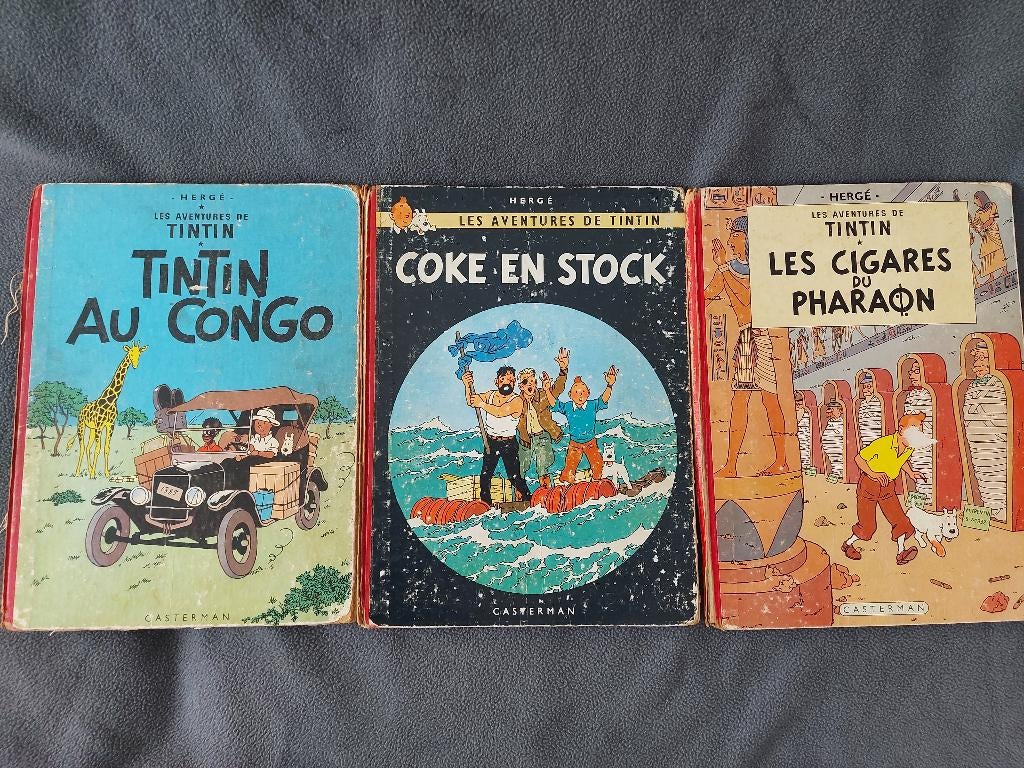 - HERGÉ -
LES AVENTURES DE
TINTIN
TINTIN
AU CONGO
1389
CASTERMAN
HERGÉ
LES AVENTURES DE TINTIN
COKE EN STOCK
CASTERMAN
- HERGÉ -
LES AVENTURES DE
TINTIN
LES CIGARES
DU
PHARAON
CASTERMAN